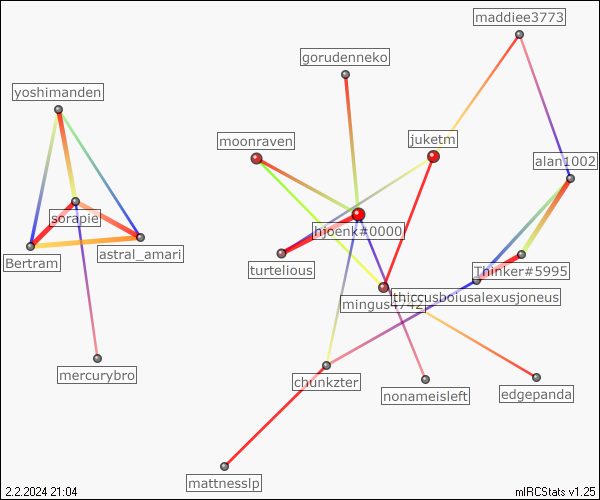 maddiee3773
gorudenneko
yoshimanden
moonraven
juketm
alan1002
sorapie
hjoenk#0000
astral_amari
Bertram
turtelious
Thinker#5995
mingus4742
thiccusboiusalexusjoneus
mercurybro
chunkzter
nonameisleft
edgepanda
mattnesslp
2.2.2024 21:04
mIRCStats v1.25